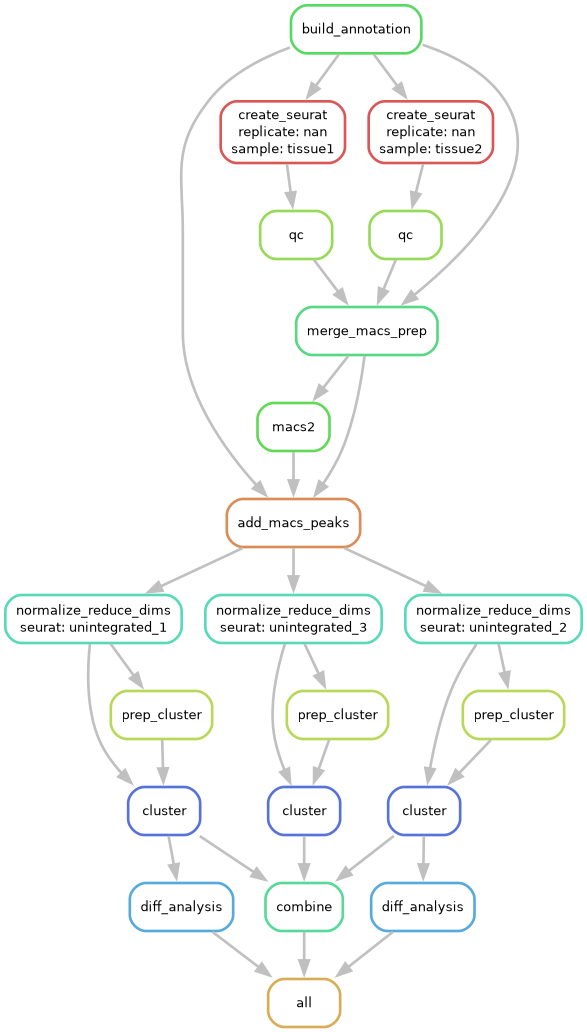 build_annotation
create_seurat
replicate: nan
sample: tissue1
create_seurat
replicate: nan
sample: tissue2
qc
qc
merge_macs_prep
macs2
add_macs_peaks
normalize_reduce_dims
seurat: unintegrated_1
normalize_reduce_dims
seurat: unintegrated_3
normalize_reduce_dims
seurat: unintegrated_2
prep_cluster
prep_cluster
prep_cluster
cluster
cluster
cluster
diff_analysis
combine
diff_analysis
all